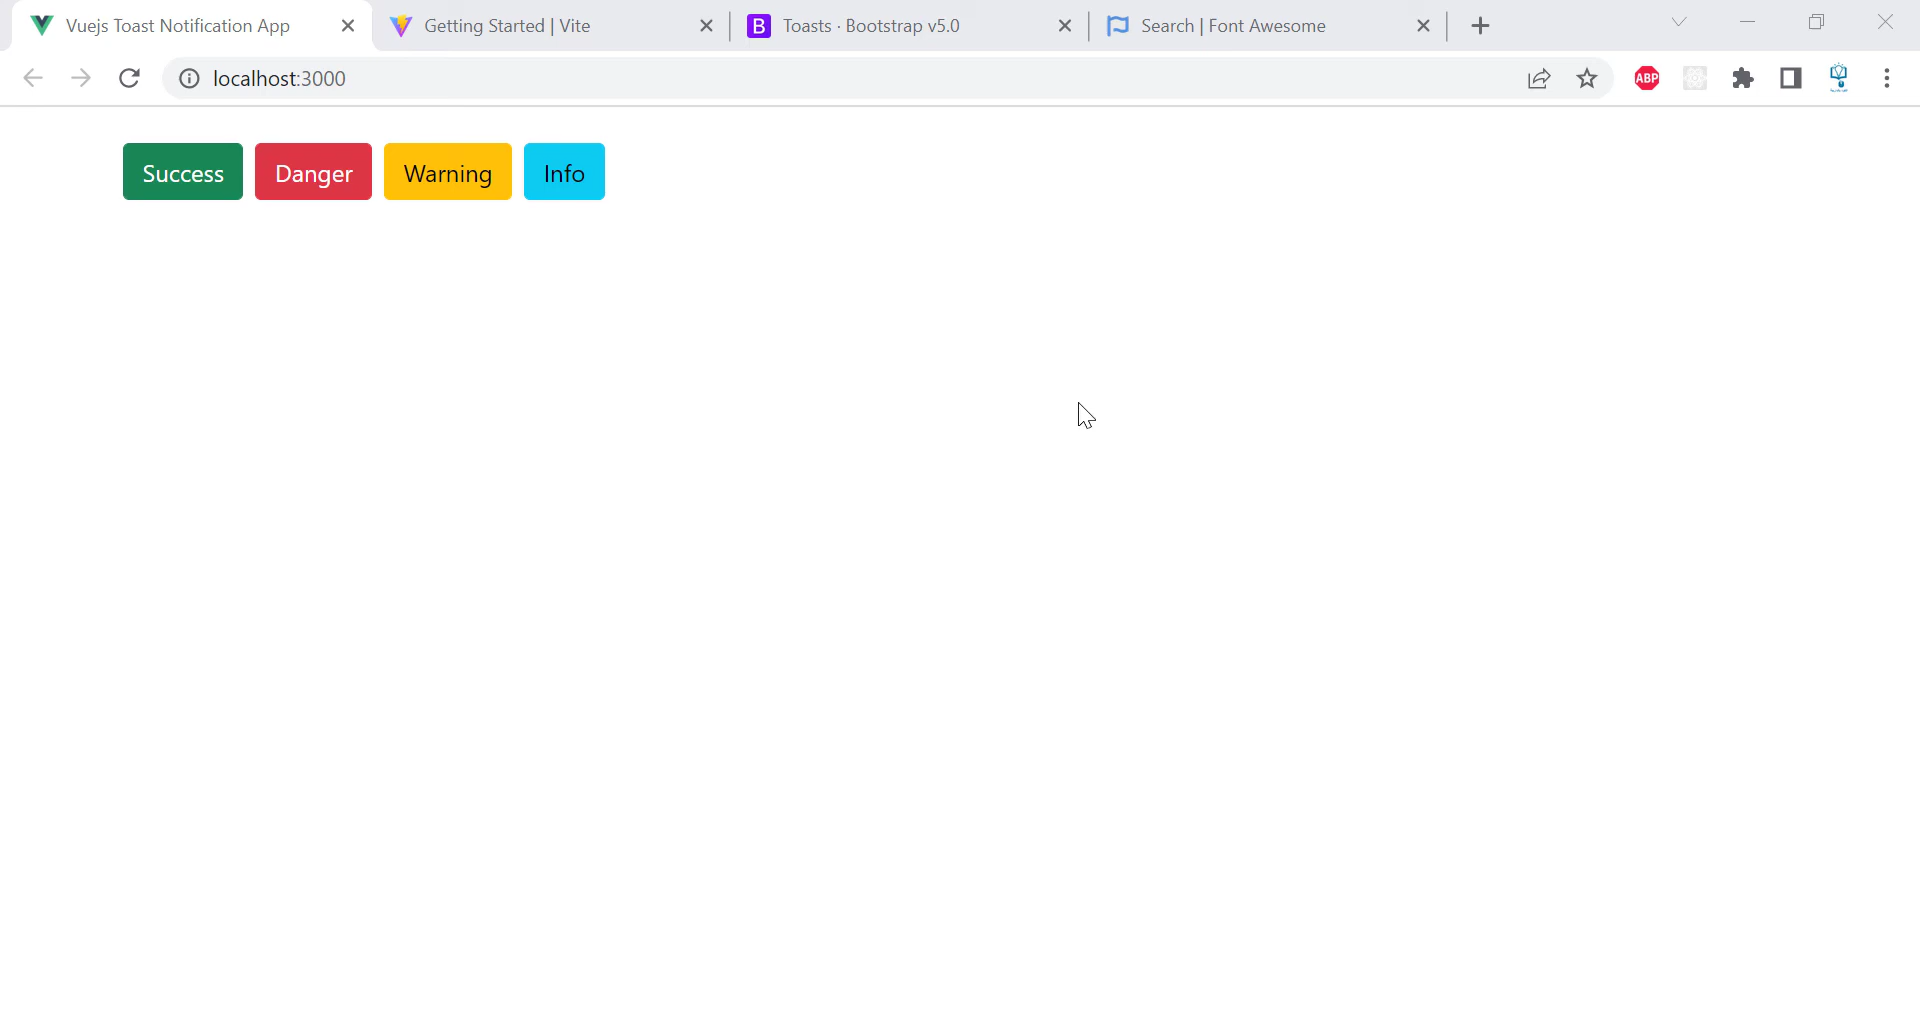 Vuejs Toast Notification App
Getting Started | Vite
B
Toasts · Bootstrap v5.0
Search | Font Awesome
localhost:3000
ABP
Success
Danger
Warning
Info